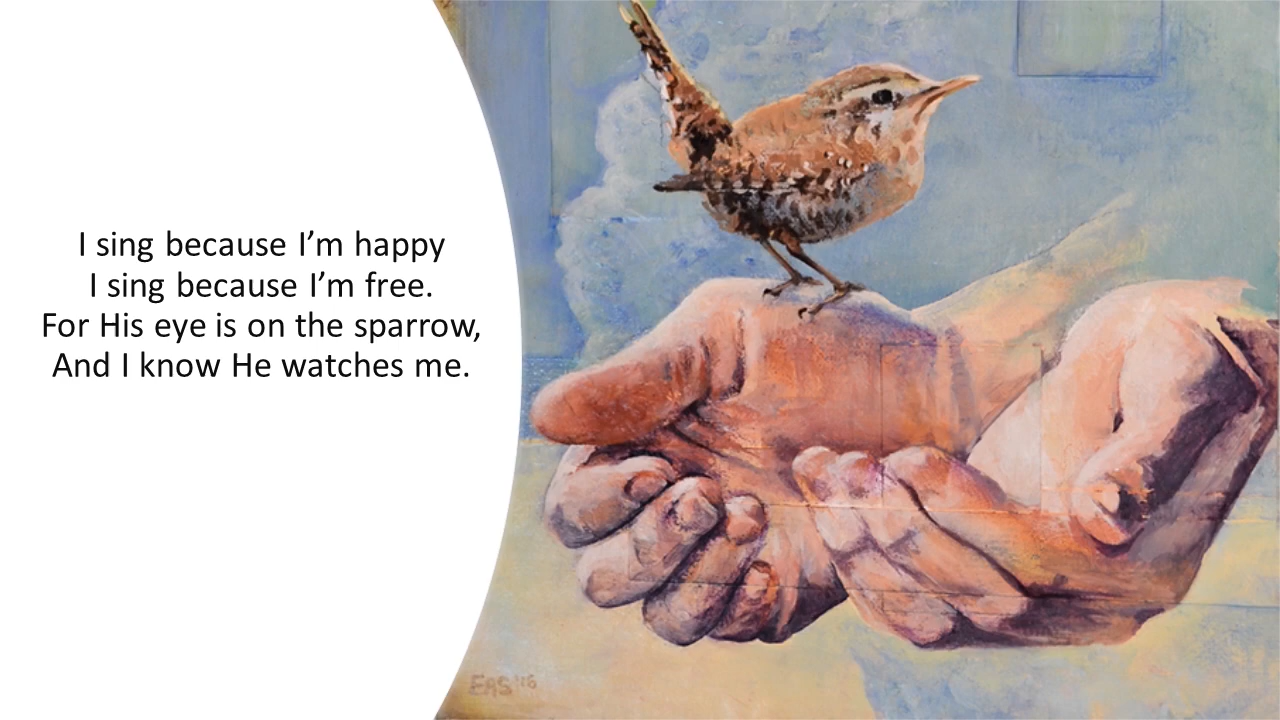 I sing because I’m happy
I sing because I’m free.
For His eye is on the sparrow,
And I know He watches me.
EAS '16